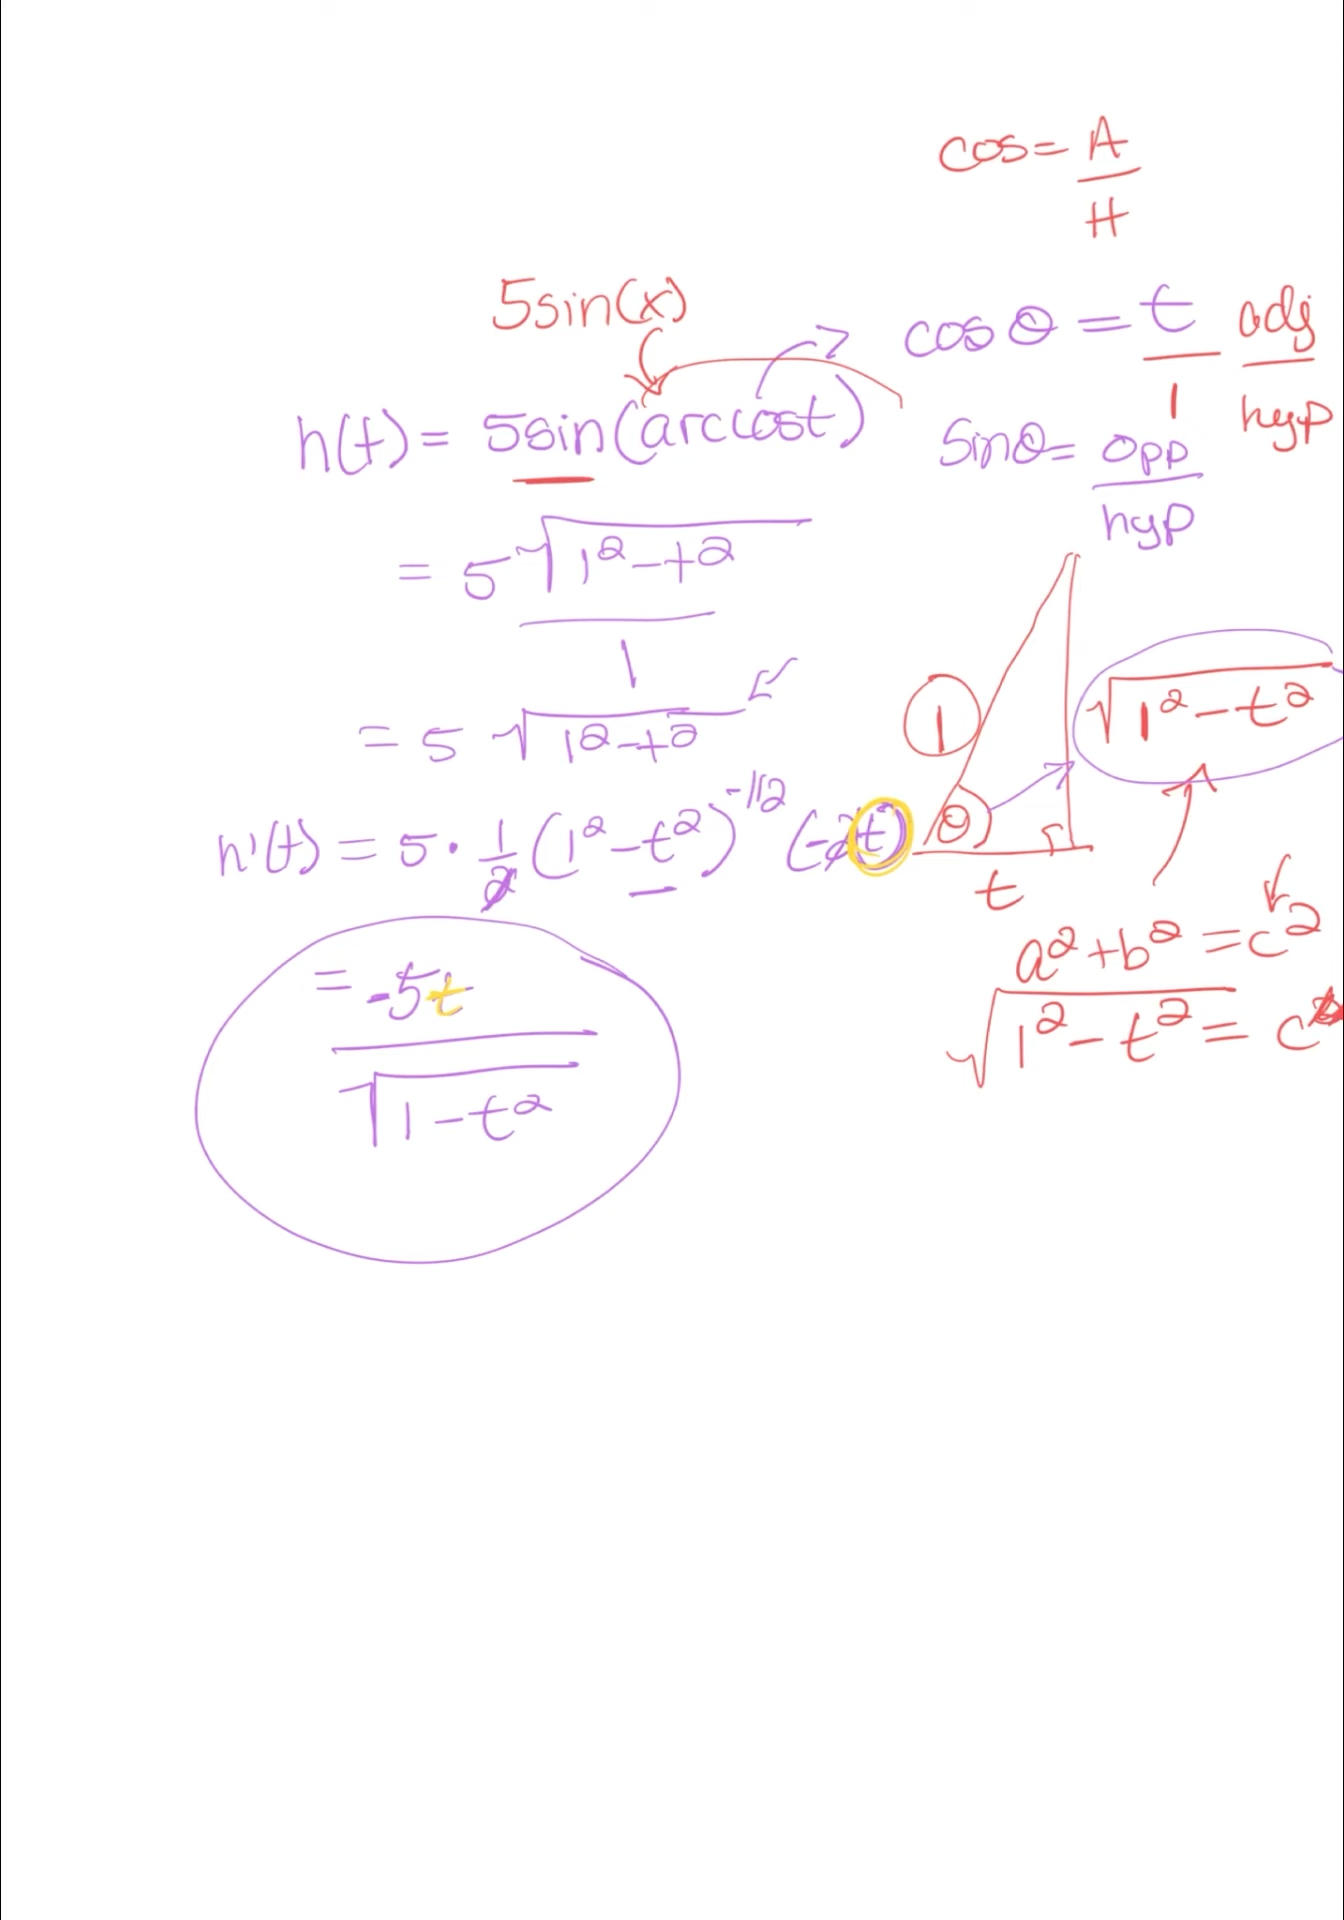 cos = A
H
5sin(x)
cos Θ = t adj
1 hyp
h(t) = 5sin(arccost)
sinΘ = opp
hyp
= 5√1²-t²
1
= 5 √1²-t²
1
√1²-t²
h'(t) = 5 · 1/2 (1²-t²)^-1/2 (-2t)
Θ
t
a²+b² = c²
√1²-t² = c
= -5t
√1-t²